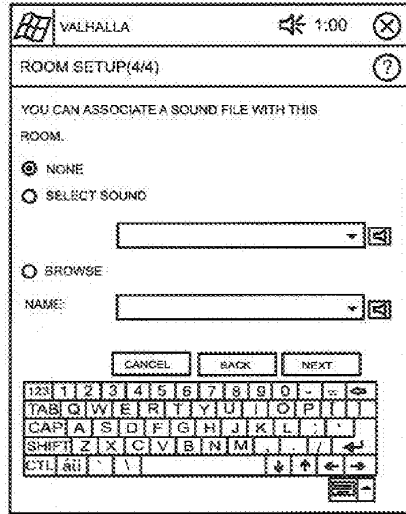 VALHALLA 1:00
ROOM SETUP(4/4) ?
YOU CAN ASSOCIATE A SOUND FILE WITH THIS
ROOM.
NONE
SELECT SOUND
BROWSE
NAME:
CANCEL BACK NEXT
123 1 2 3 4 5 6 7 8 9 0 - =
TAB Q W E R T Y U I O P [ ]
CAP A S D F G H J K L ; '
SHIFT Z X C V B N M , . /
CTL áü ` \